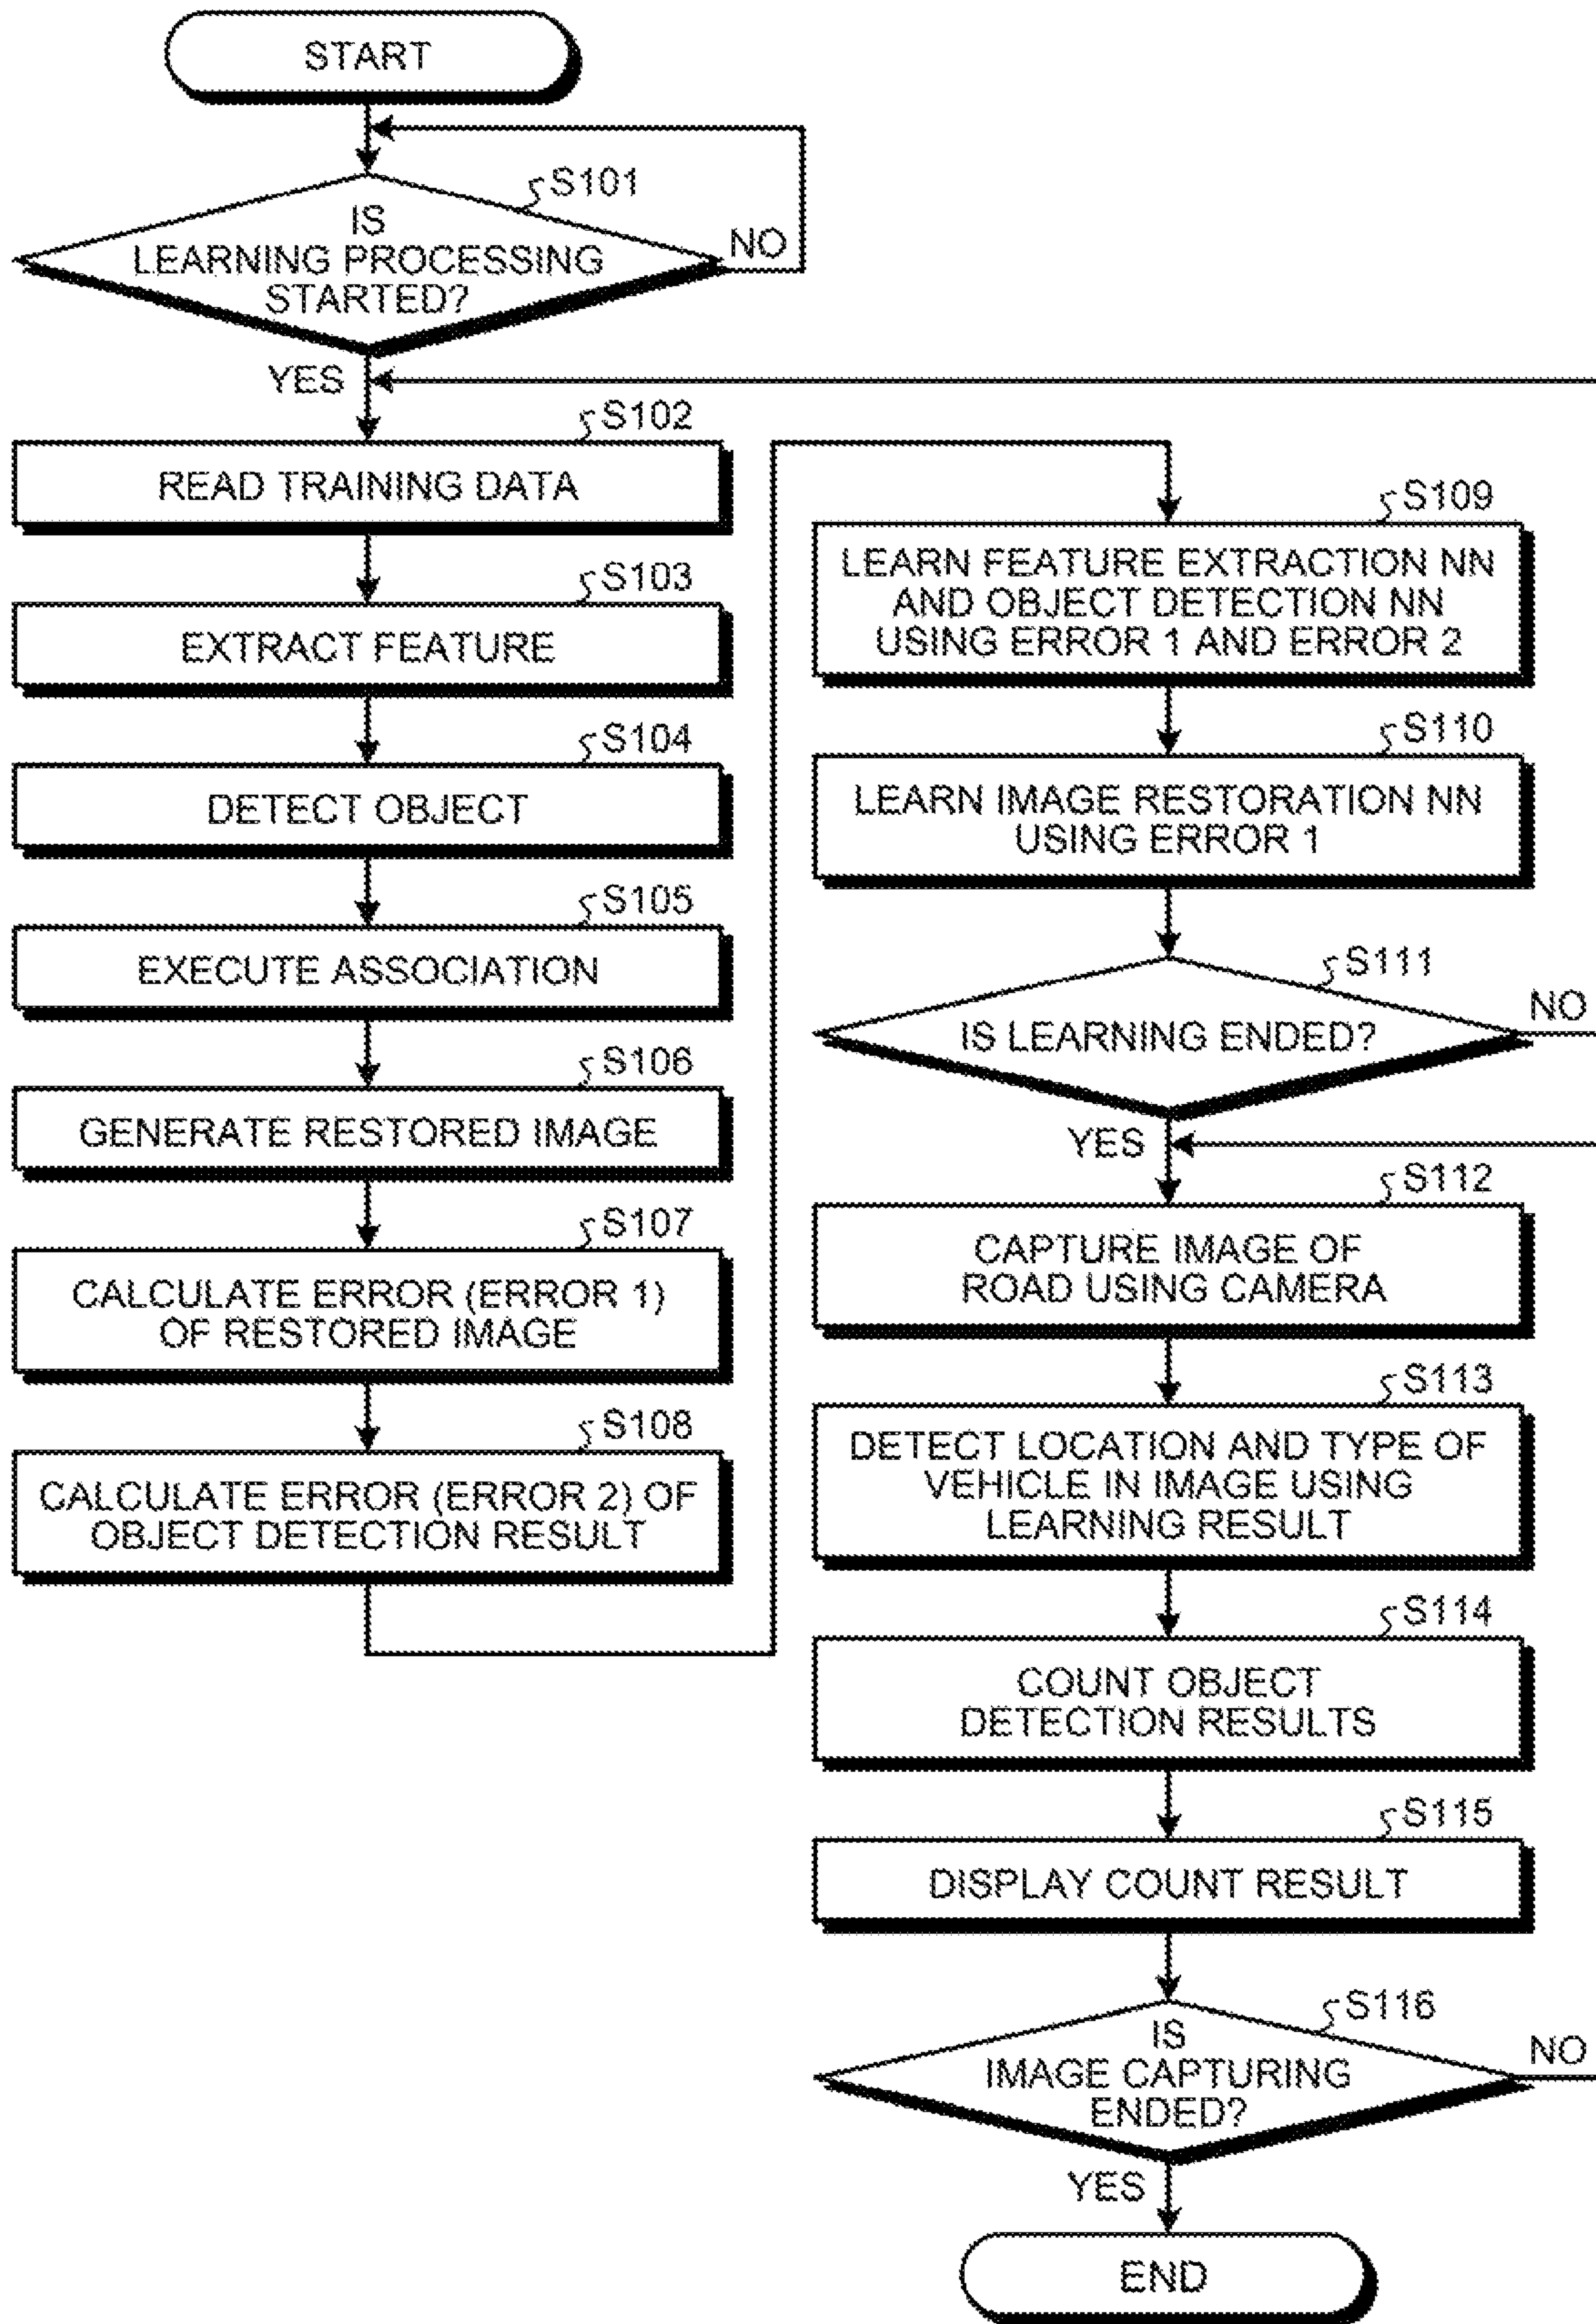 START
S101
IS
LEARNING PROCESSING
STARTED?
NO
YES
S102
READ TRAINING DATA
S103
EXTRACT FEATURE
S104
DETECT OBJECT
S105
EXECUTE ASSOCIATION
S106
GENERATE RESTORED IMAGE
S107
CALCULATE ERROR (ERROR 1)
OF RESTORED IMAGE
S108
CALCULATE ERROR (ERROR 2) OF
OBJECT DETECTION RESULT
S109
LEARN FEATURE EXTRACTION NN
AND OBJECT DETECTION NN
USING ERROR 1 AND ERROR 2
S110
LEARN IMAGE RESTORATION NN
USING ERROR 1
S111
IS LEARNING ENDED?
NO
YES
S112
CAPTURE IMAGE OF
ROAD USING CAMERA
S113
DETECT LOCATION AND TYPE OF
VEHICLE IN IMAGE USING
LEARNING RESULT
S114
COUNT OBJECT
DETECTION RESULTS
S115
DISPLAY COUNT RESULT
S116
IS
IMAGE CAPTURING
ENDED?
NO
YES
END